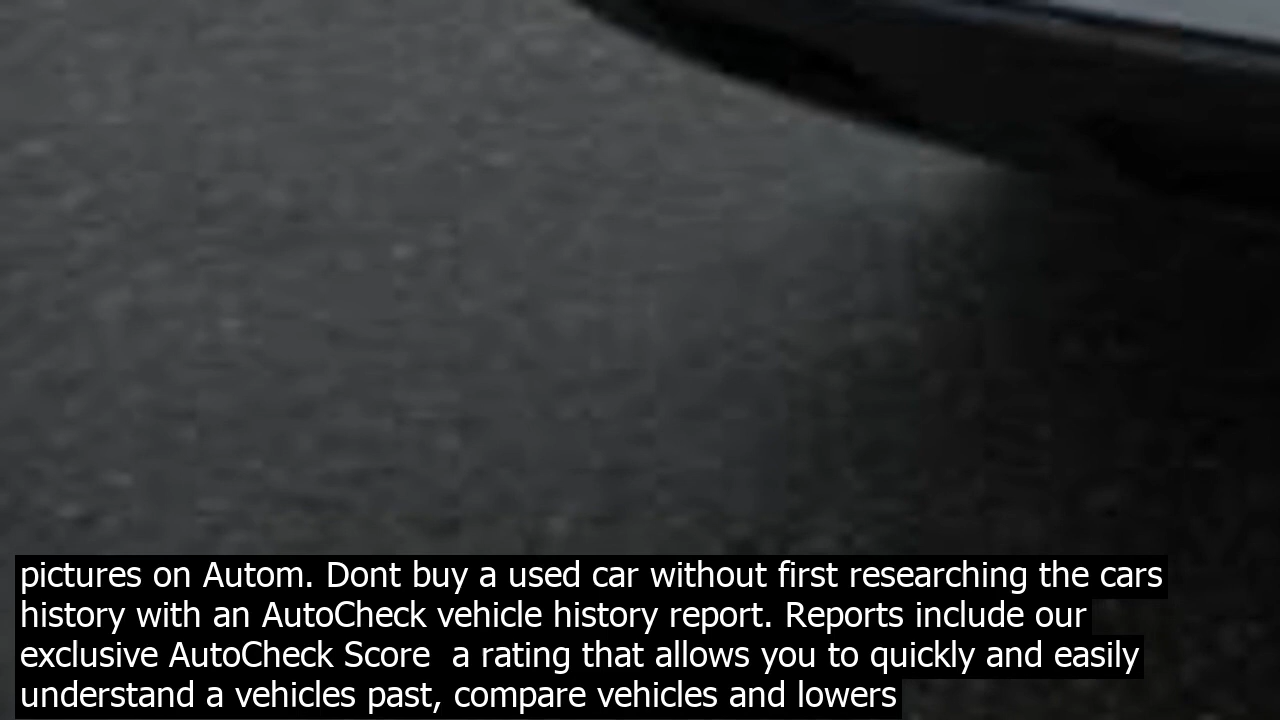 pictures on Autom. Dont buy a used car without first researching the cars
history with an AutoCheck vehicle history report. Reports include our
exclusive AutoCheck Score  a rating that allows you to quickly and easily
understand a vehicles past, compare vehicles and lowers